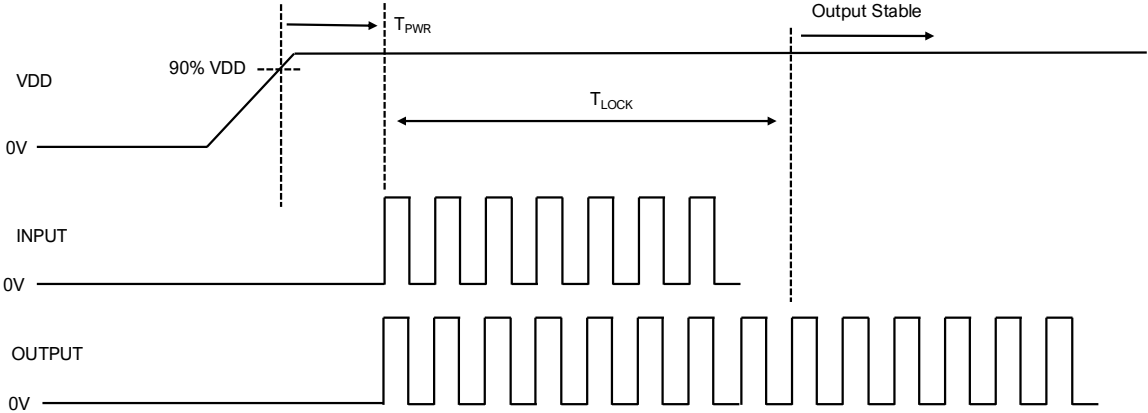 Output Stable
TPWR
90% VDD
VDD
TLOCK
0V
INPUT
0V
OUTPUT
0V